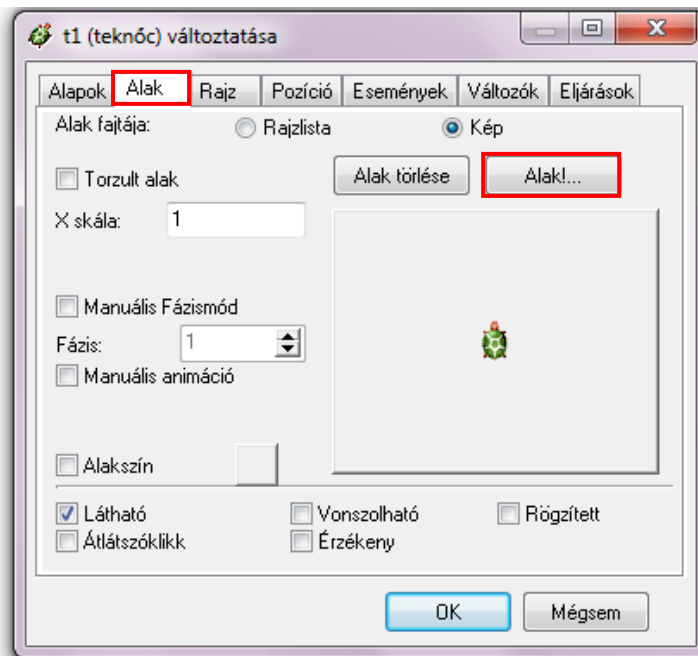 t1 (teknőc) változtatása
Alapok Alak Rajz Pozíció Események Változók Eljárások
Alak fajtája: Rajzlista Kép
Torzult alak Alak törlése Alak!...
X skála: 1
Manuális Fázismód
Fázis: 1
Manuális animáció
Alakszín
Látható Vonszolható Rögzített
Átlátszóklikk Érzékeny
OK Mégsem